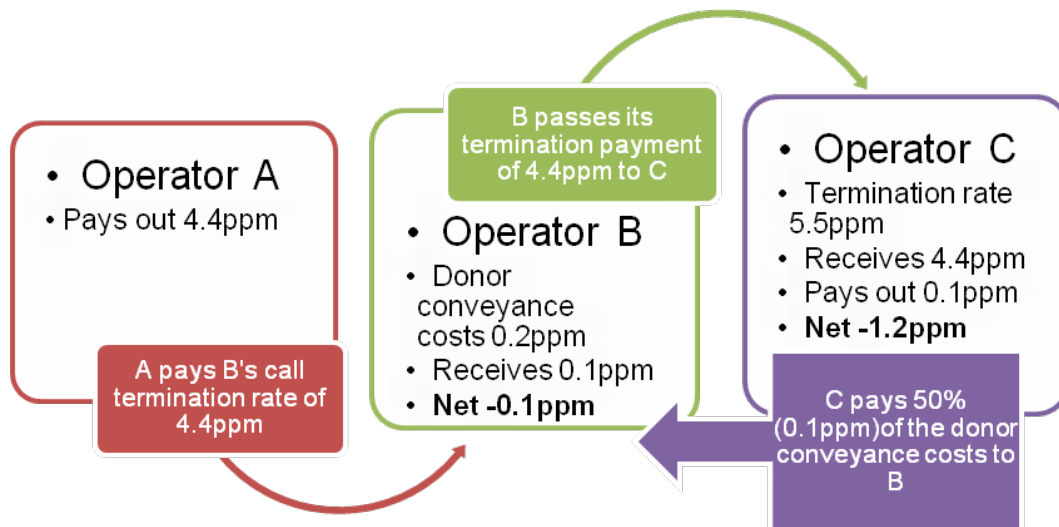 • Operator A
• Pays out 4.4ppm
A pays B's call
termination rate of
4.4ppm
B passes its
termination payment
of 4.4ppm to C
• Operator B
• Donor
conveyance
costs 0.2ppm
• Receives 0.1ppm
• Net -0.1ppm
• Operator C
• Termination rate
5.5ppm
• Receives 4.4ppm
• Pays out 0.1ppm
• Net -1.2ppm
C pays 50%
(0.1ppm)of the donor
conveyance costs to
B